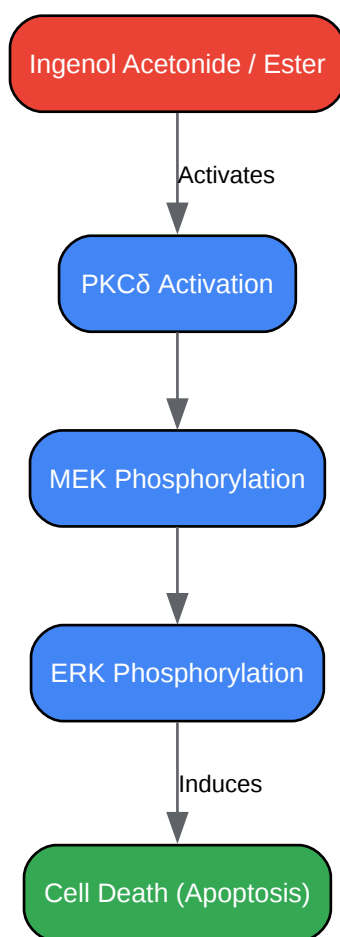 Ingenol Acetonide / Ester
Activates
PKCδ Activation
MEK Phosphorylation
ERK Phosphorylation
Induces
Cell Death (Apoptosis)